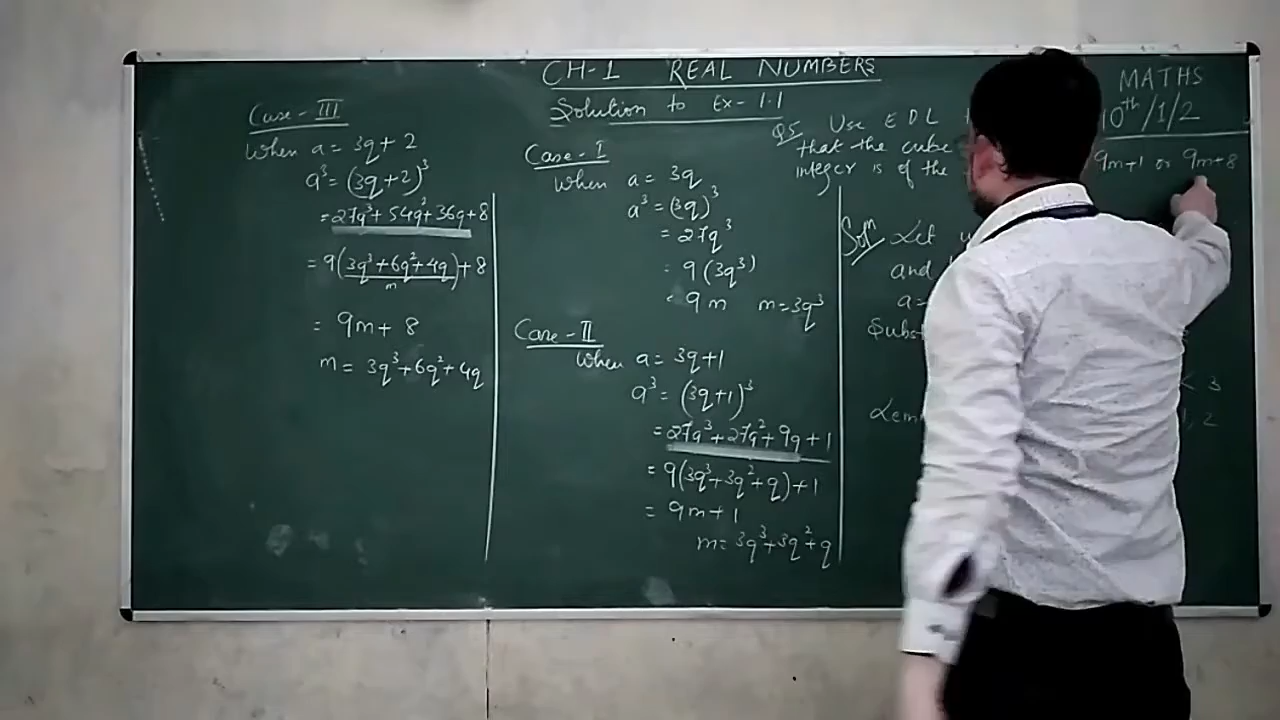 CH-1 REAL NUMBERS
Solution to Ex-1.1
MATHS
10th/1/2
Q5 Use EDL
that the cube
integer is of the
9m+1 or 9m+8
Soln Let
and
a=
Subst
< 3
Lem
1, 2
Case-I
When a = 3q
a³ = (3q)³
= 27q³
= 9(3q³)
= 9m m=3q³
Case-II
When a = 3q+1
a³ = (3q+1)³
= 27q³+27q²+9q+1
= 9(3q³+3q²+q)+1
= 9m+1
m=3q³+3q²+q
Case-III
When a = 3q+2
a³ = (3q+2)³
= 27q³+54q²+36q+8
= 9(3q³+6q²+4q)+8
m
= 9m+8
m = 3q³+6q²+4q